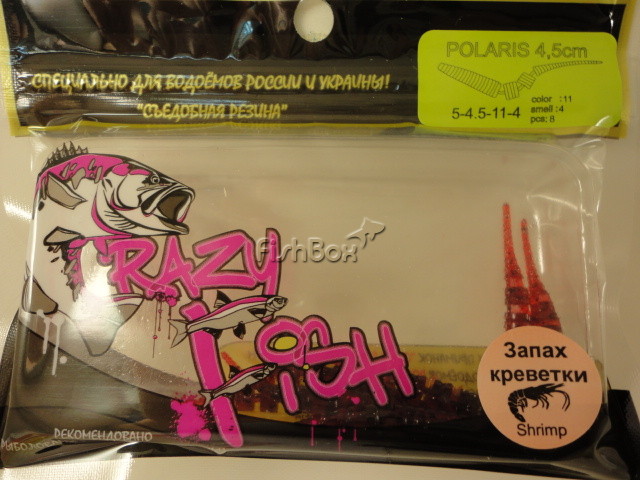 СПЕЦИАЛЬНО ДЛЯ ВОДОЁМОВ РОССИИ И УКРАИНЫ!
"СЪЕДОБНАЯ РЕЗИНА"
POLARIS 4,5cm
5-4.5-11-4
color :11
smell :4
pcs: 8
FishBox
CRAZY
FISH
Запах
креветки
Shrimp
РЕКОМЕНДОВАНО